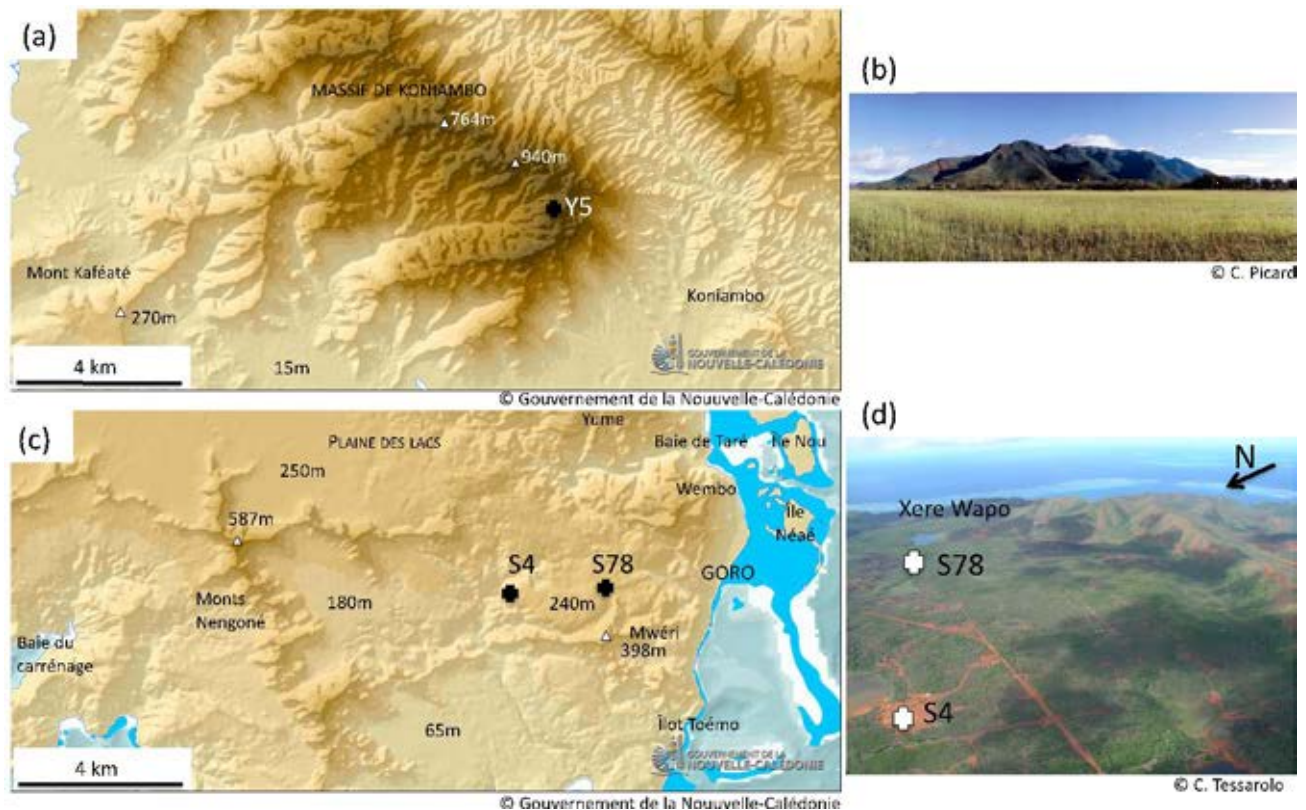 (a)
MASSIF DE KONIAMBO
764m
940m
Y5
Mont Kaféaté
270m
Koniambo
4 km
15m
GOUVERNEMENT DE LA
NOUVELLE-CALÉDONIE
© Gouvernement de la Nouuvelle-Calédonie
(b)
© C. Picard
(c)
PLAINE DES LACS
Yume
Baie de Taré
Île Nou
250m
Wembo
587m
Île
Néaé
S4
S78
GORO
180m
240m
Monts
Nengone
Mwéri
398m
Baie du
carrénage
65m
Îlot Toémo
4 km
GOUVERNEMENT DE LA
NOUVELLE-CALÉDONIE
© Gouvernement de la Nouuvelle-Calédonie
(d)
N
Xere Wapo
S78
S4
© C. Tessarolo